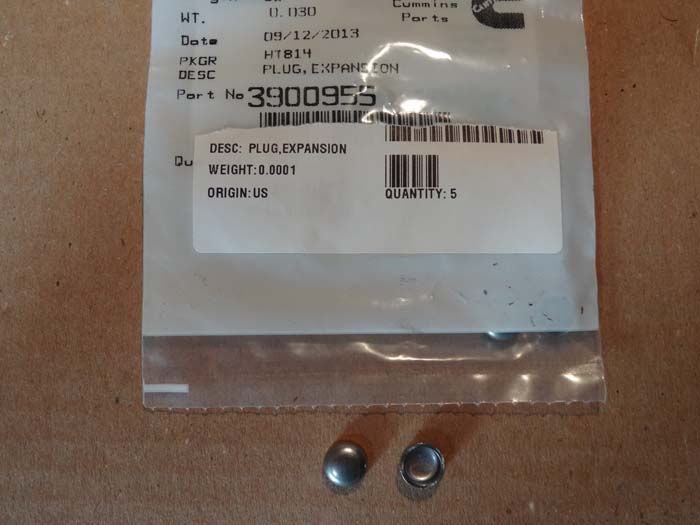 WT. 0.030
Cummins
Parts
Date 09/12/2013
PKGR HT814
DESC PLUG,EXPANSION
Part No 3900955
DESC: PLUG,EXPANSION
WEIGHT:0.0001
ORIGIN:US
QUANTITY: 5